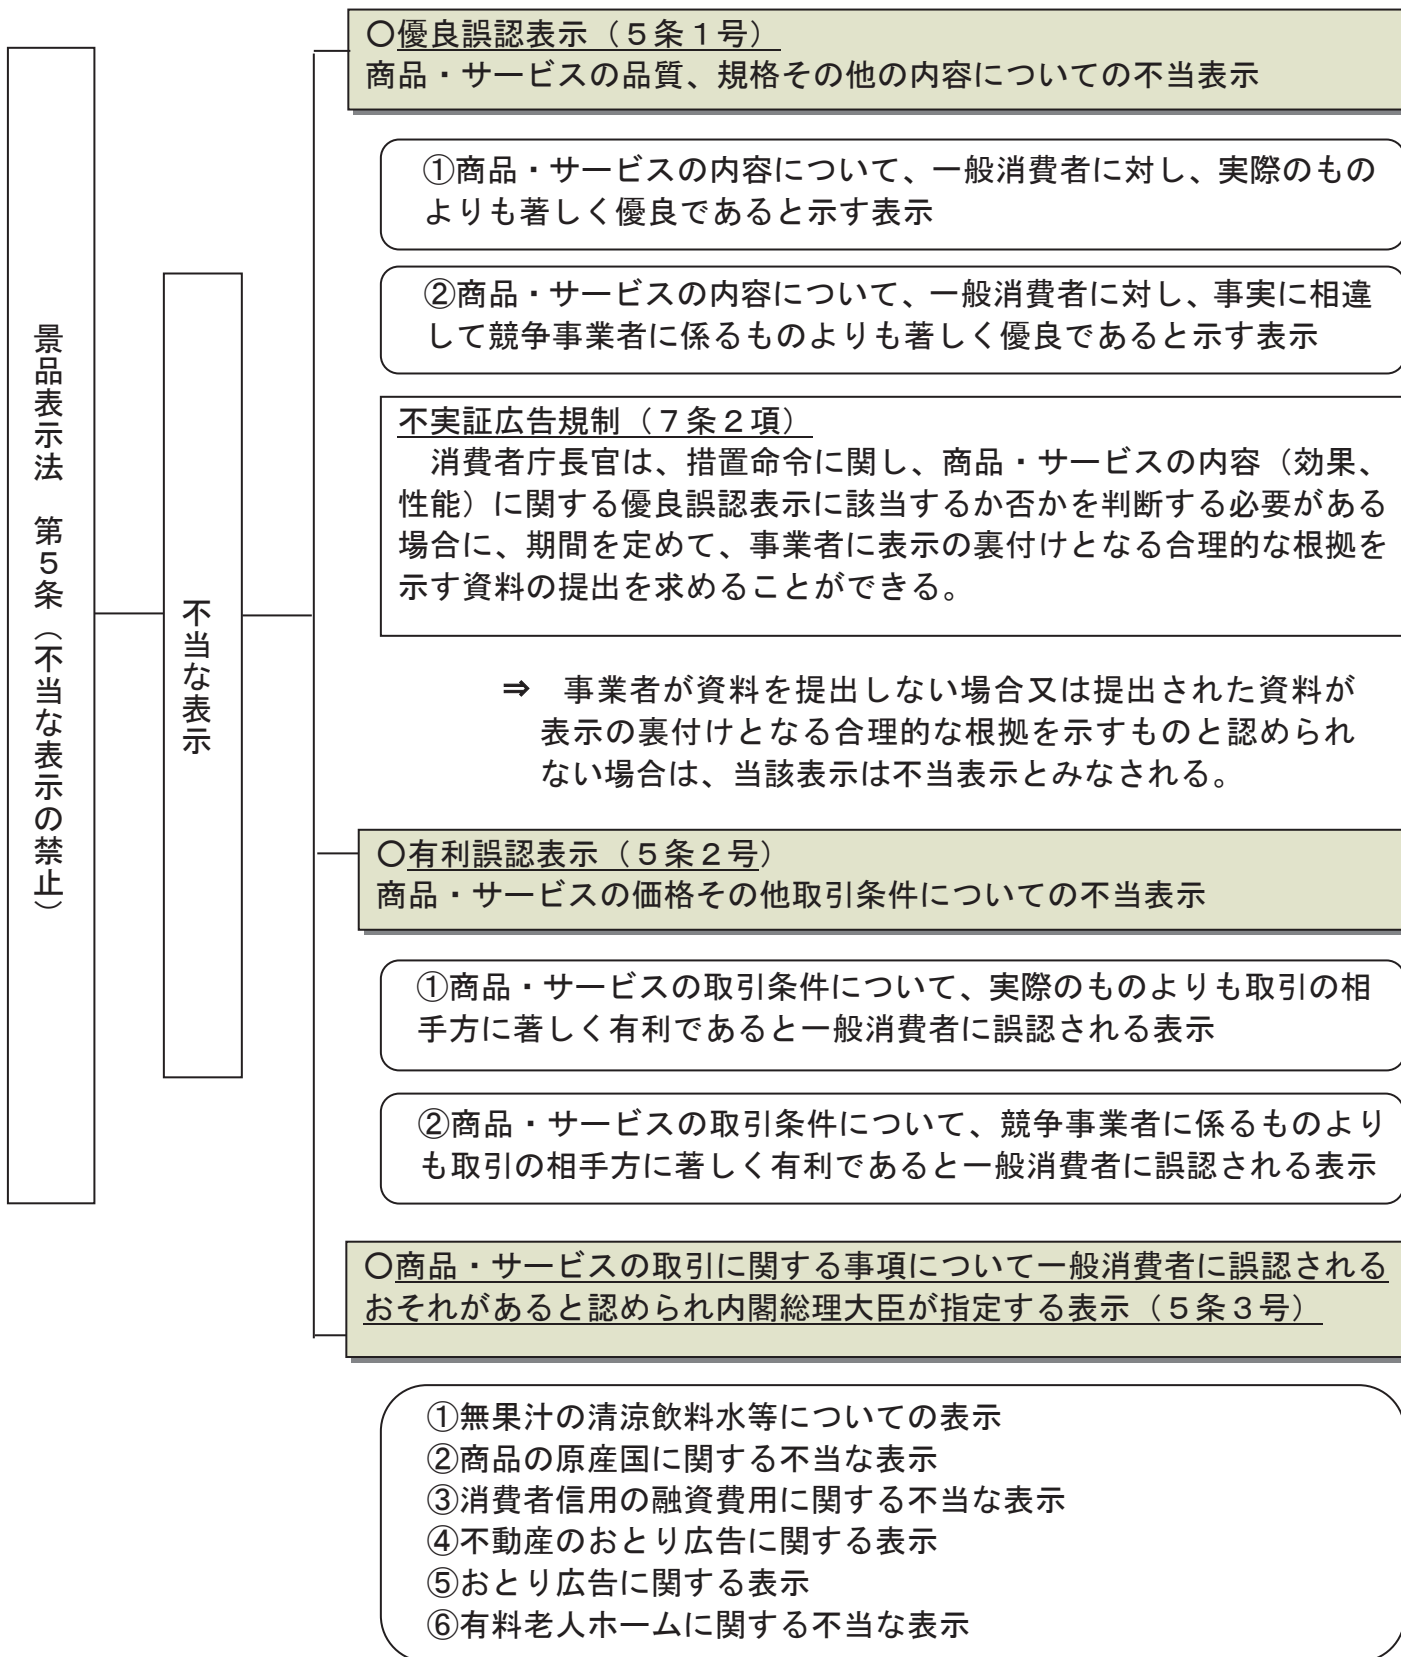 景品表示法　第５条（不当な表示の禁止）
不当な表示
○優良誤認表示（５条１号）
商品・サービスの品質、規格その他の内容についての不当表示
①商品・サービスの内容について、一般消費者に対し、実際のもの
よりも著しく優良であると示す表示
②商品・サービスの内容について、一般消費者に対し、事実に相違
して競争事業者に係るものよりも著しく優良であると示す表示
不実証広告規制（７条２項）
　消費者庁長官は、措置命令に関し、商品・サービスの内容（効果、
性能）に関する優良誤認表示に該当するか否かを判断する必要がある
場合に、期間を定めて、事業者に表示の裏付けとなる合理的な根拠を
示す資料の提出を求めることができる。
⇒　事業者が資料を提出しない場合又は提出された資料が
表示の裏付けとなる合理的な根拠を示すものと認められ
ない場合は、当該表示は不当表示とみなされる。
○有利誤認表示（５条２号）
商品・サービスの価格その他取引条件についての不当表示
①商品・サービスの取引条件について、実際のものよりも取引の相
手方に著しく有利であると一般消費者に誤認される表示
②商品・サービスの取引条件について、競争事業者に係るものより
も取引の相手方に著しく有利であると一般消費者に誤認される表示
○商品・サービスの取引に関する事項について一般消費者に誤認される
おそれがあると認められ内閣総理大臣が指定する表示（５条３号）
①無果汁の清涼飲料水等についての表示
②商品の原産国に関する不当な表示
③消費者信用の融資費用に関する不当な表示
④不動産のおとり広告に関する表示
⑤おとり広告に関する表示
⑥有料老人ホームに関する不当な表示